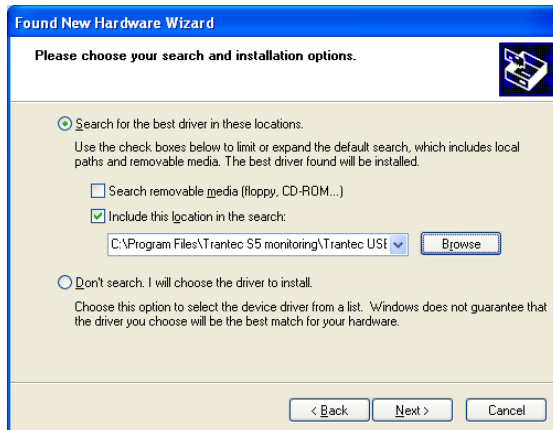 Found New Hardware Wizard
Please choose your search and installation options.
Search for the best driver in these locations.
Use the check boxes below to limit or expand the default search, which includes local
paths and removable media. The best driver found will be installed.
Search removable media (floppy, CD-ROM...)
Include this location in the search:
C:\Program Files\Trantec S5 monitoring\Trantec USB
Browse
Don't search. I will choose the driver to install.
Choose this option to select the device driver from a list. Windows does not guarantee that
the driver you choose will be the best match for your hardware.
< Back
Next >
Cancel